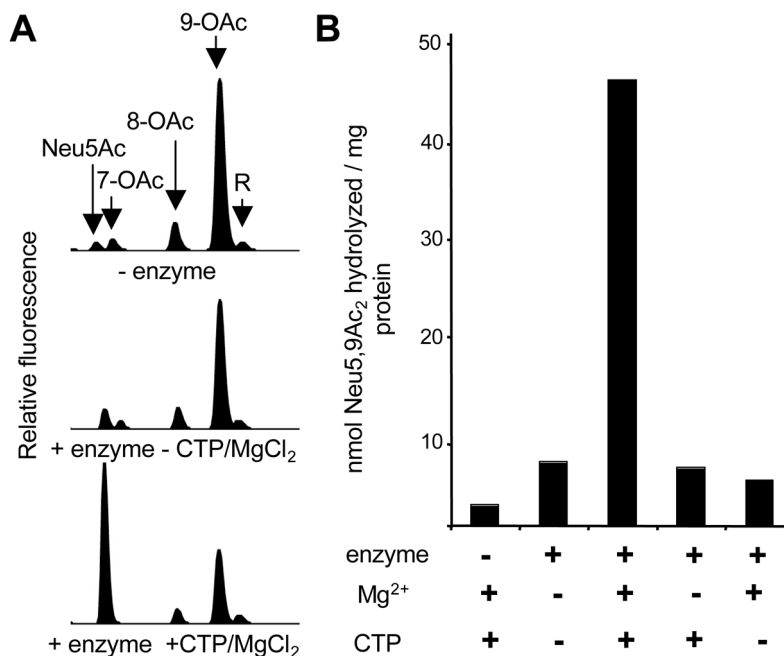 A
9-OAc
8-OAc
Neu5Ac
7-OAc
R
Relative fluorescence
- enzyme
+ enzyme - CTP/MgCl₂
+ enzyme +CTP/MgCl₂
B
nmol Neu5,9Ac₂ hydrolyzed / mg
protein
50
40
30
20
10
enzyme - + + + +
Mg²⁺ + - + - +
CTP + - + + -